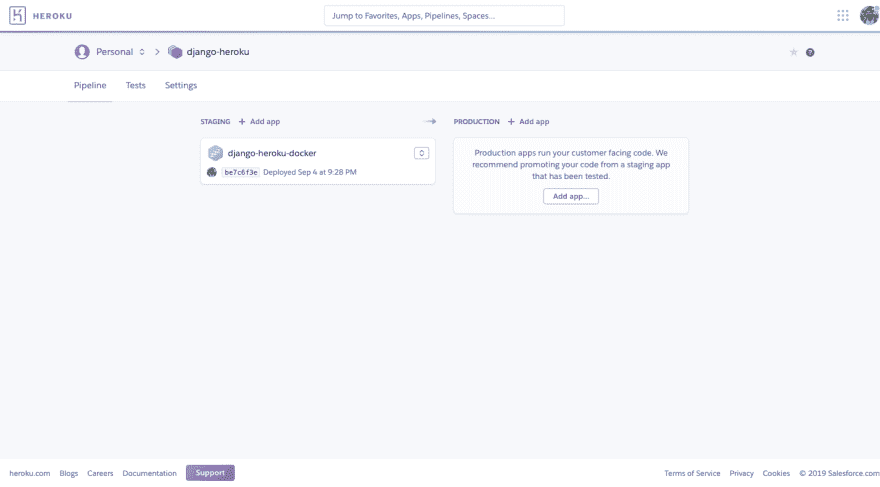 HEROKU
Jump to Favorites, Apps, Pipelines, Spaces...
Personal > django-heroku
Pipeline Tests Settings
STAGING + Add app
PRODUCTION + Add app
django-heroku-docker
be7c6f3e Deployed Sep 4 at 9:28 PM
Production apps run your customer facing code. We
recommend promoting your code from a staging app
that has been tested.
Add app...
heroku.com Blogs Careers Documentation Support
Terms of Service Privacy Cookies © 2019 Salesforce.com